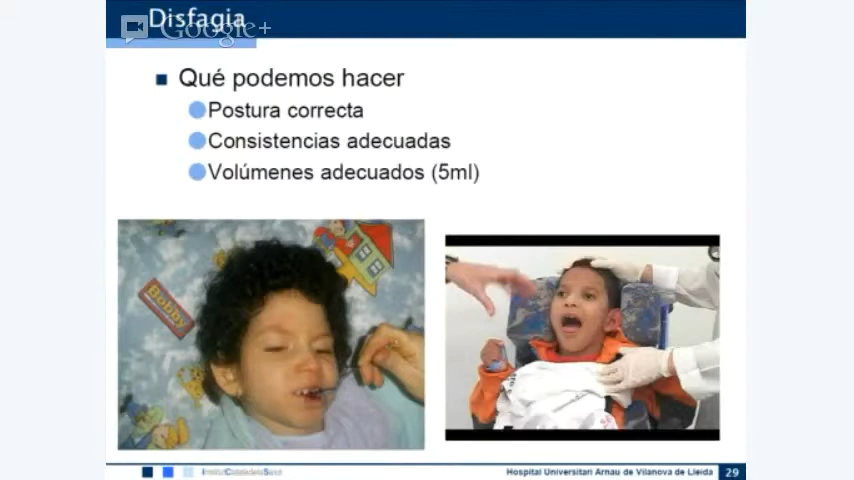 Disfagia
Google+
Qué podemos hacer
Postura correcta
Consistencias adecuadas
Volúmenes adecuados (5ml)
Bobby
Hospital Universitari Arnau de Vilanova de Lleida
29